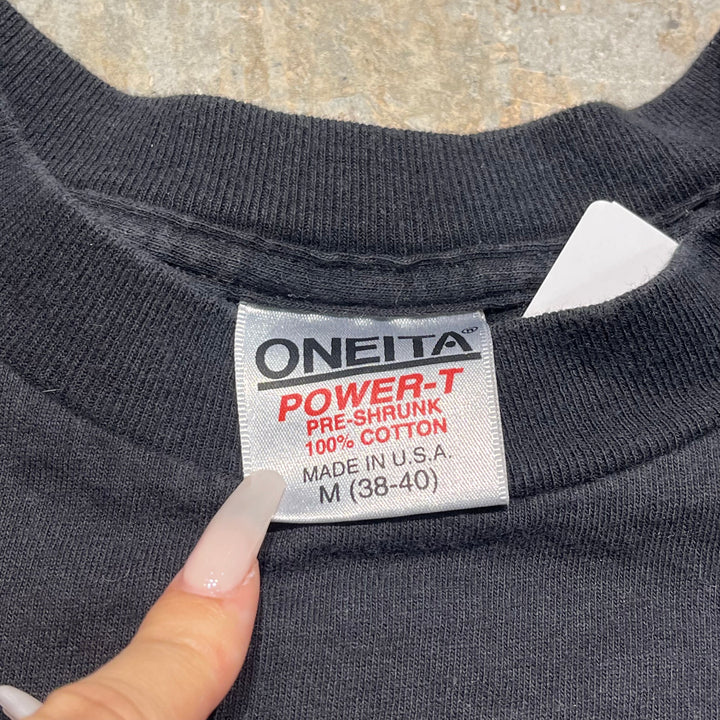 ONEITA®
POWER-T
PRE-SHRUNK
100% COTTON
MADE IN U.S.A.
M (38-40)